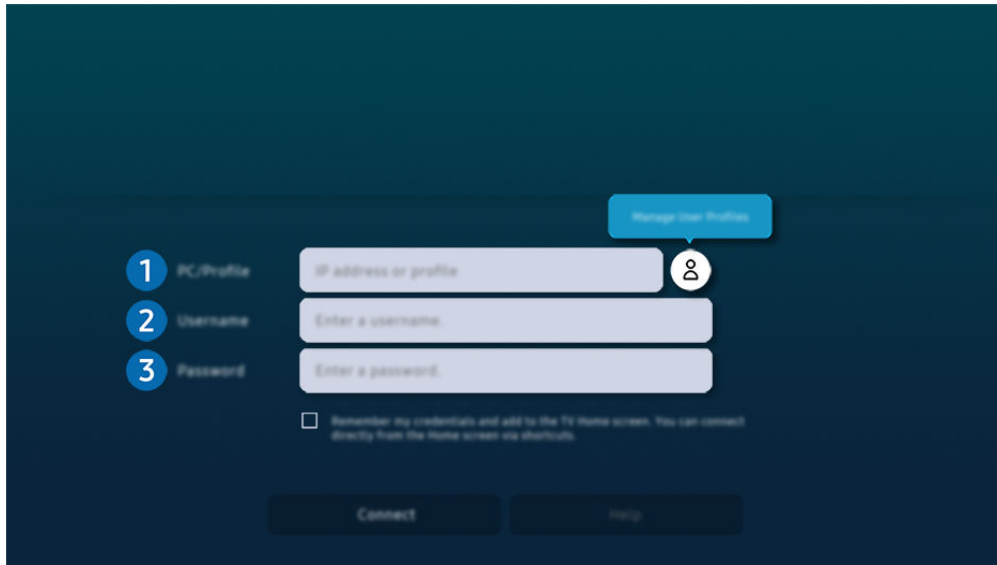 Manage User Profiles
1 PC/Profile IP address or profile
2 Username Enter a username.
3 Password Enter a password.
Remember my credentials and add to the TV Home screen. You can connect
directly from the Home screen via shortcuts.
Connect Help